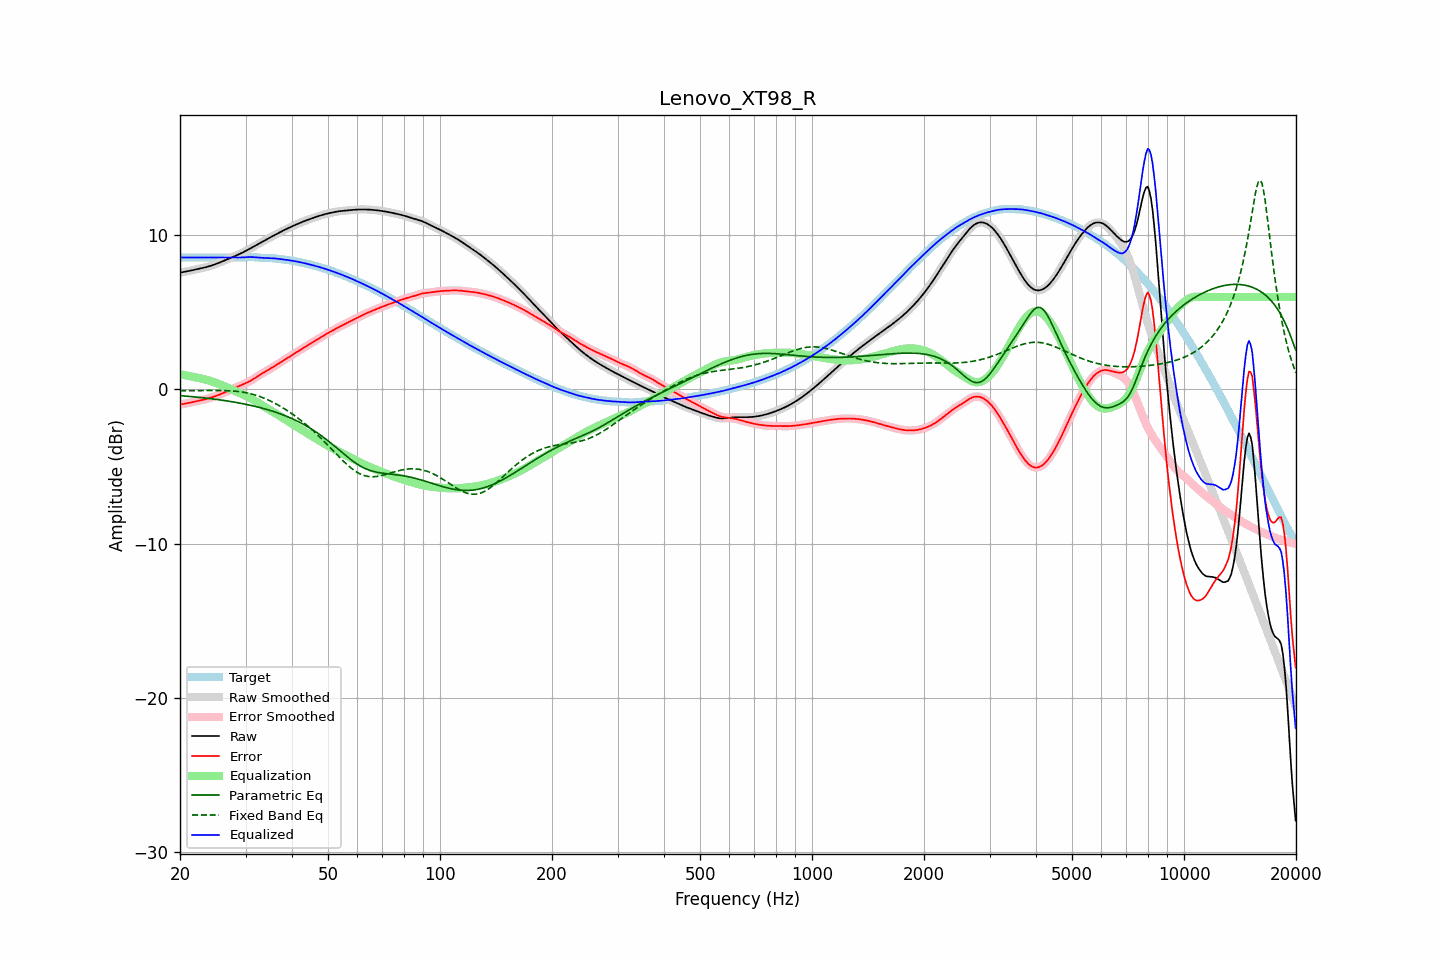 Lenovo_XT98_R
Amplitude (dBr)
10
0
−10
−20
−30
Target
Raw Smoothed
Error Smoothed
Raw
Error
Equalization
Parametric Eq
Fixed Band Eq
Equalized
20 50 100 200 500 1000 2000 5000 10000 20000
Frequency (Hz)